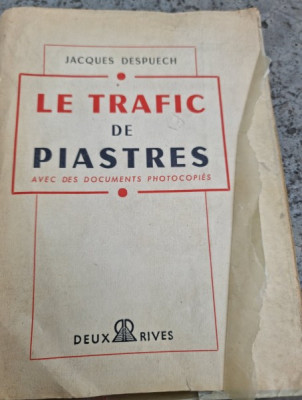 JACQUES DESPUECH
LE TRAFIC
DE
PIASTRES
AVEC DES DOCUMENTS PHOTOCOPIÉS
DEUX RIVES